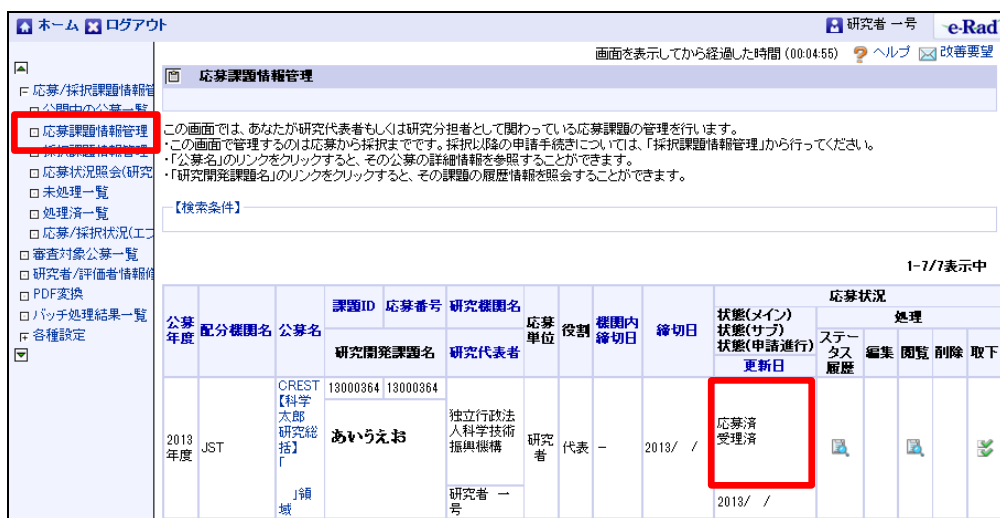 ホーム ログアウト
研究者 一号 e-Rad
画面を表示してから経過した時間 (00:04:55) ヘルプ 改善要望
応募/採択課題情報管
公開中の公募一覧
応募課題情報管理
採択課題情報管理
応募状況照会(研究
未処理一覧
処理済一覧
応募/採択状況(エフ
審査対象公募一覧
研究者/評価者情報修
PDF変換
バッチ処理結果一覧
各種設定
応募課題情報管理
この画面では、あなたが研究代表者もしくは研究分担者として関わっている応募課題の管理を行います。
・この画面で管理するのは応募から採択までです。採択以降の申請手続きについては、「採択課題情報管理」から行ってください。
・「公募名」のリンクをクリックすると、その公募の詳細情報を参照することができます。
・「研究開発課題名」のリンクをクリックすると、その課題の履歴情報を照会することができます。
【検索条件】
1-7/7表示中
公募
年度
配分機関名
公募名
課題ID 応募番号
研究開発課題名
研究機関名
研究代表者
応募
単位
役割
機関内
締切日
締切日
応募状況
状態(メイン)
状態(サブ)
状態(申請進行)
更新日
処理
ステー
タス
履歴
編集 閲覧 削除 取下
2013
年度
JST
CREST
【科学
太郎
研究総
括】
「
」領
域
13000364 13000364
あいうえお
独立行政法
人科学技術
振興機構
研究者 一
号
研究
者
代表
－
2013/ /
応募済
受理済
2013/ /